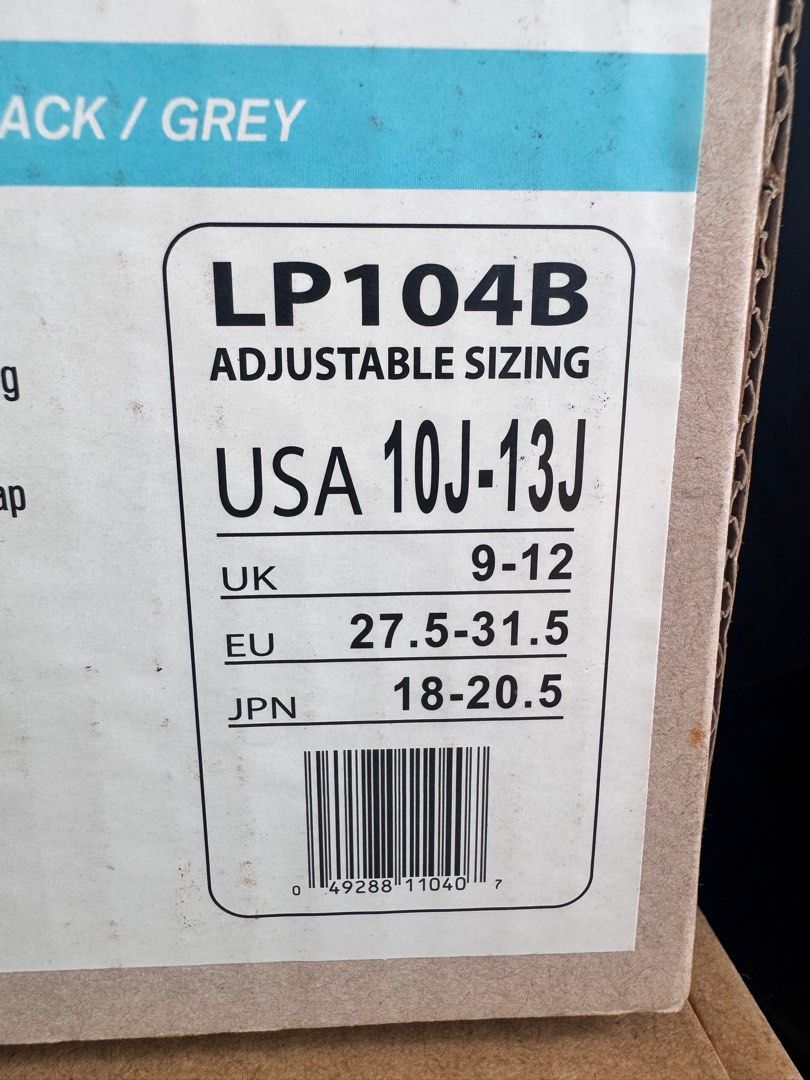 ACK / GREY
g
ap
LP104B
ADJUSTABLE SIZING
USA 10J-13J
UK 9-12
EU 27.5-31.5
JPN 18-20.5
0 49288 11040 7